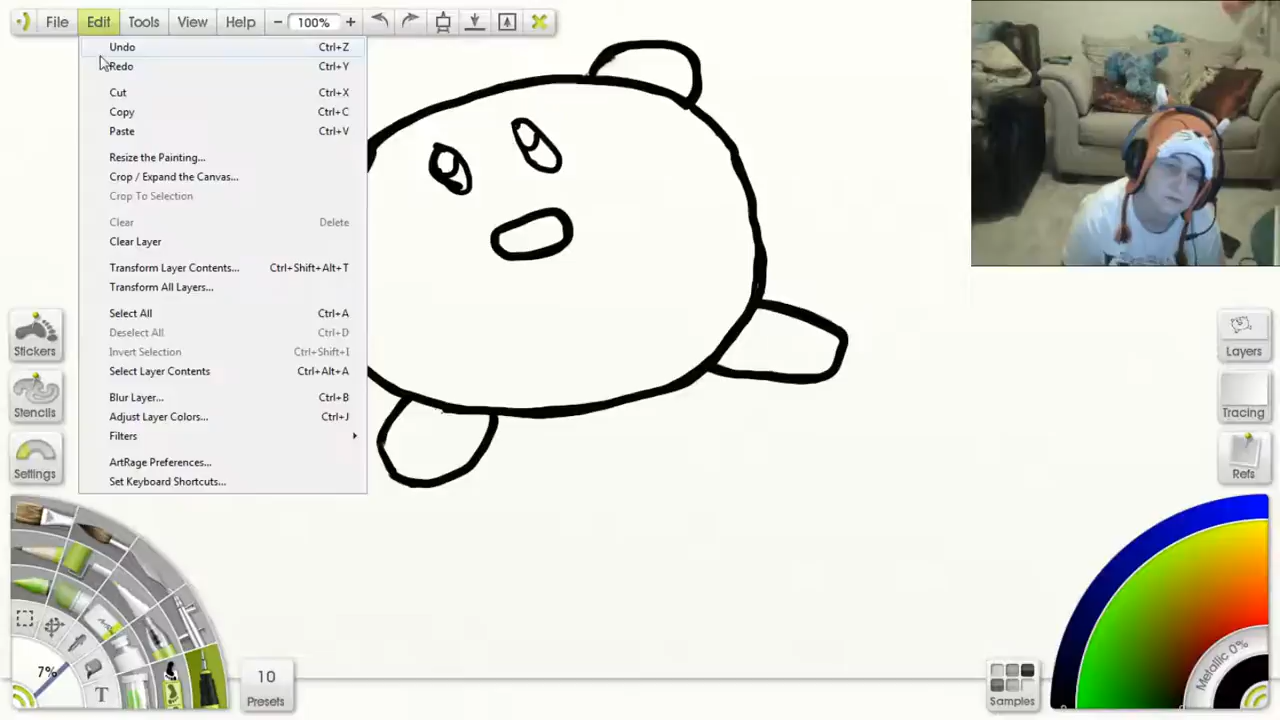 File Edit Tools View Help − 100% +
Undo Ctrl+Z
Redo Ctrl+Y
Cut Ctrl+X
Copy Ctrl+C
Paste Ctrl+V
Resize the Painting...
Crop / Expand the Canvas...
Crop To Selection
Clear Delete
Clear Layer
Transform Layer Contents... Ctrl+Shift+Alt+T
Transform All Layers...
Select All Ctrl+A
Deselect All Ctrl+D
Invert Selection Ctrl+Shift+I
Select Layer Contents Ctrl+Alt+A
Blur Layer... Ctrl+B
Adjust Layer Colors... Ctrl+J
Filters
ArtRage Preferences...
Set Keyboard Shortcuts...
Stickers
Stencils
Settings
Layers
Tracing
Refs
7%
T
10
Presets
Samples
Metallic 0%